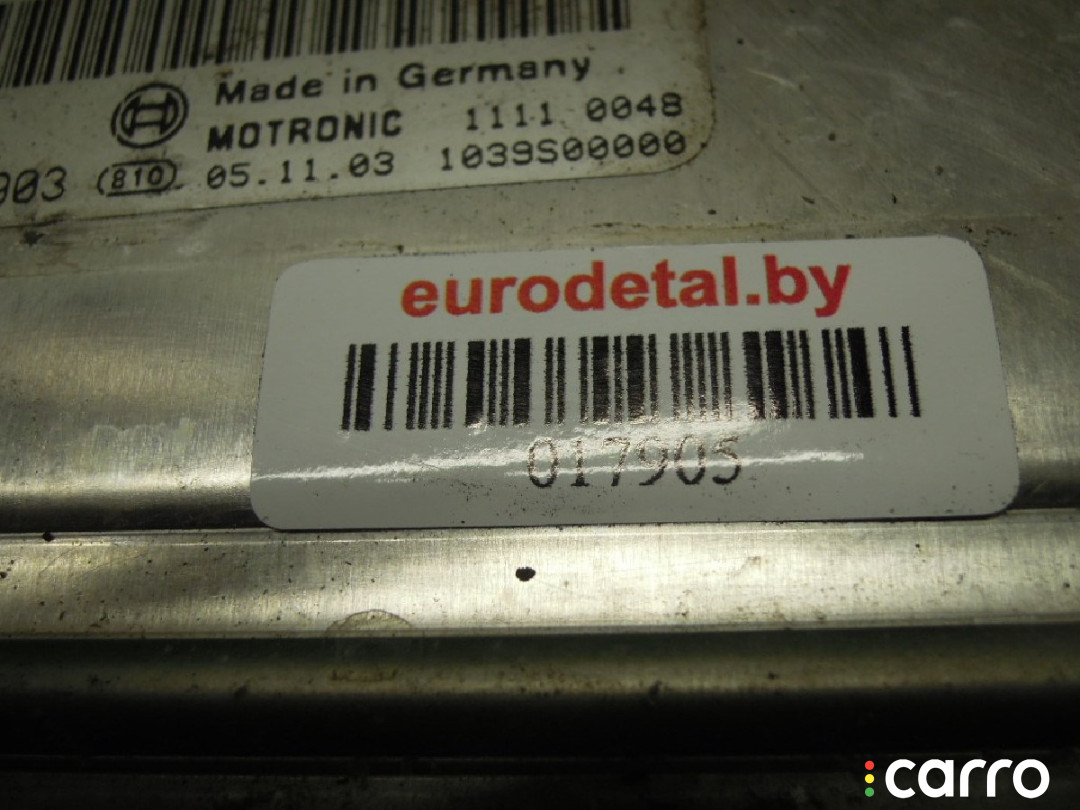 Made in Germany
MOTRONIC 1111 0048
903 810 05.11.03 1039S00000
eurodetal.by
017905
carro